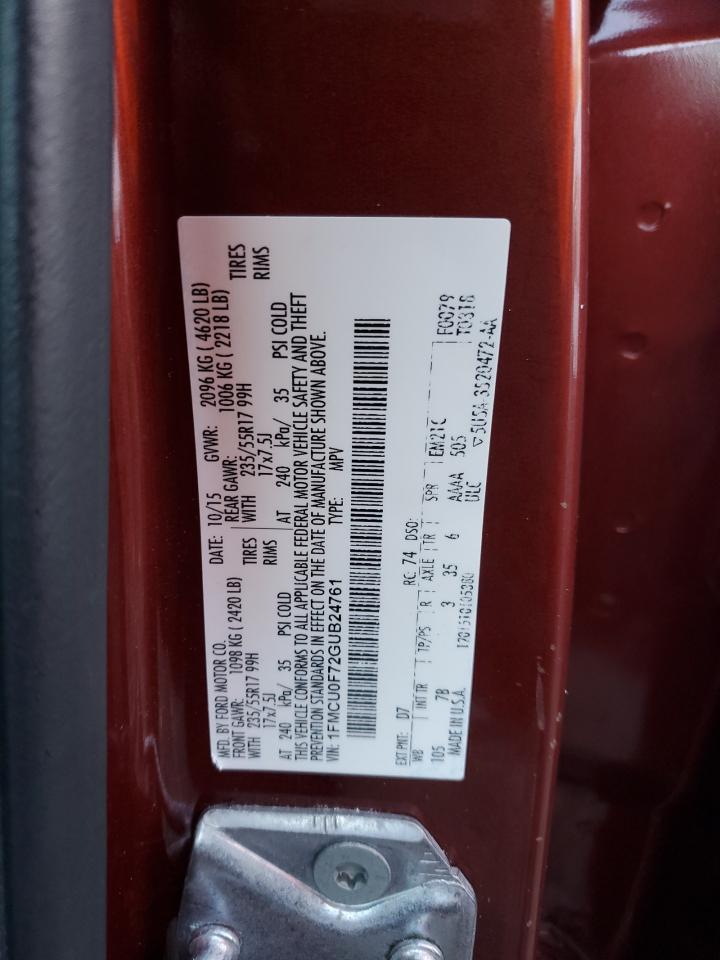 MFD. BY FORD MOTOR CO. DATE: 10/15 GVWR: 2096 KG ( 4620 LB)
FRONT GAWR: 1098 KG ( 2420 LB) REAR GAWR: 1006 KG ( 2218 LB)
WITH 235/55R17 99H TIRES WITH 235/55R17 99H TIRES
17x7.5J RIMS 17x7.5J RIMS
AT 240 kPa/ 35 PSI COLD AT 240 kPa/ 35 PSI COLD
THIS VEHICLE CONFORMS TO ALL APPLICABLE FEDERAL MOTOR VEHICLE SAFETY AND THEFT
PREVENTION STANDARDS IN EFFECT ON THE DATE OF MANUFACTURE SHOWN ABOVE.
VIN: 1FMCU0F72GUB24761 TYPE: MPV
EXT PNT: D7 RC: 74 DSO:
WB INT TR TP/PS R AXLE TR SPR EM21C F0079
105 7B 3 35 6 AAAA 505 T0318
MADE IN U.S.A. ULC